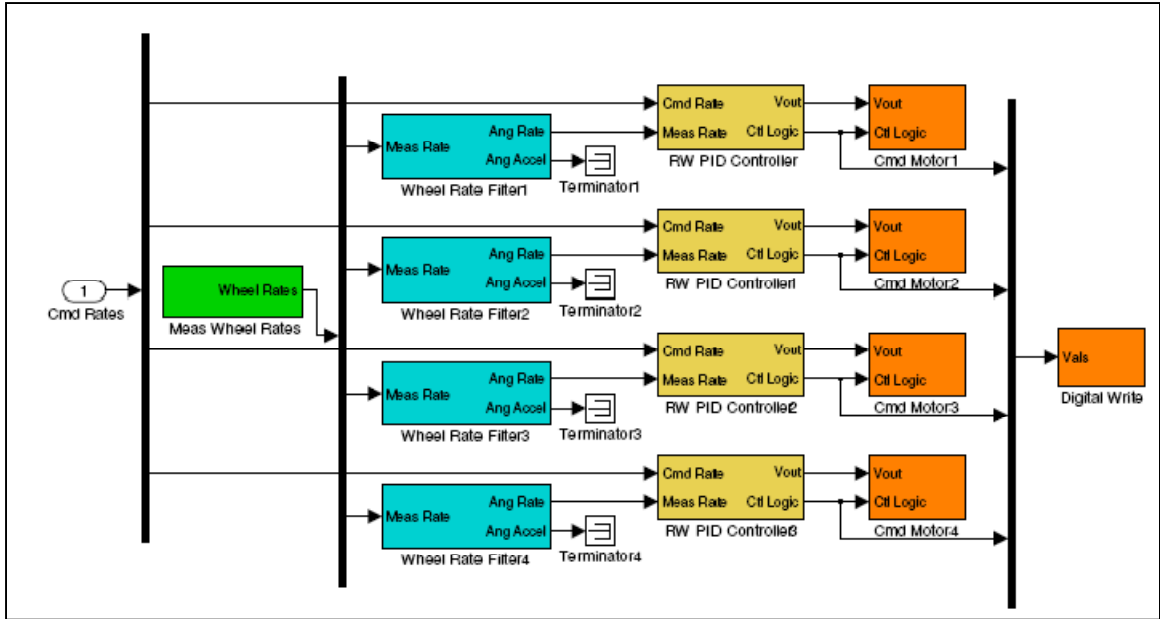 Cmd Rate Vout Vout
Meas Rate Ctl Logic Ctl Logic
RW PID Controller Cmd Motor1
Meas Rate Ang Rate
Ang Accel
Wheel Rate Filter1 Terminator1
Cmd Rate Vout Vout
Meas Rate Ctl Logic Ctl Logic
RW PID Controller1 Cmd Motor2
Meas Rate Ang Rate
Ang Accel
Wheel Rate Filter2 Terminator2
1
Cmd Rates
Wheel Rates
Meas Wheel Rates
Cmd Rate Vout Vout
Meas Rate Ctl Logic Ctl Logic
RW PID Controller2 Cmd Motor3
Meas Rate Ang Rate
Ang Accel
Wheel Rate Filter3 Terminator3
Vals
Digital Write
Cmd Rate Vout Vout
Meas Rate Ctl Logic Ctl Logic
RW PID Controller3 Cmd Motor4
Meas Rate Ang Rate
Ang Accel
Wheel Rate Filter4 Terminator4